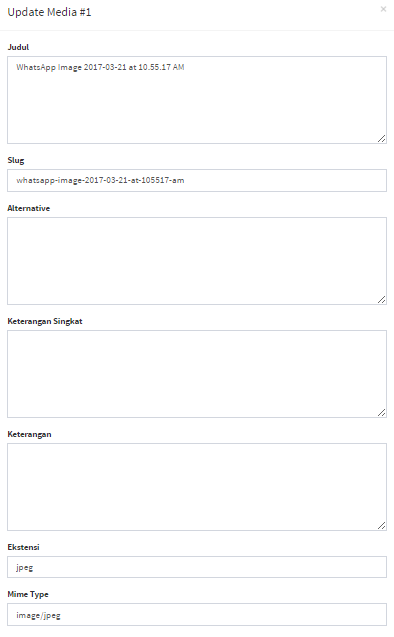 Update Media #1
×
Judul
WhatsApp Image 2017-03-21 at 10.55.17 AM
Slug
whatsapp-image-2017-03-21-at-105517-am
Alternative
Keterangan Singkat
Keterangan
Ekstensi
jpeg
Mime Type
image/jpeg